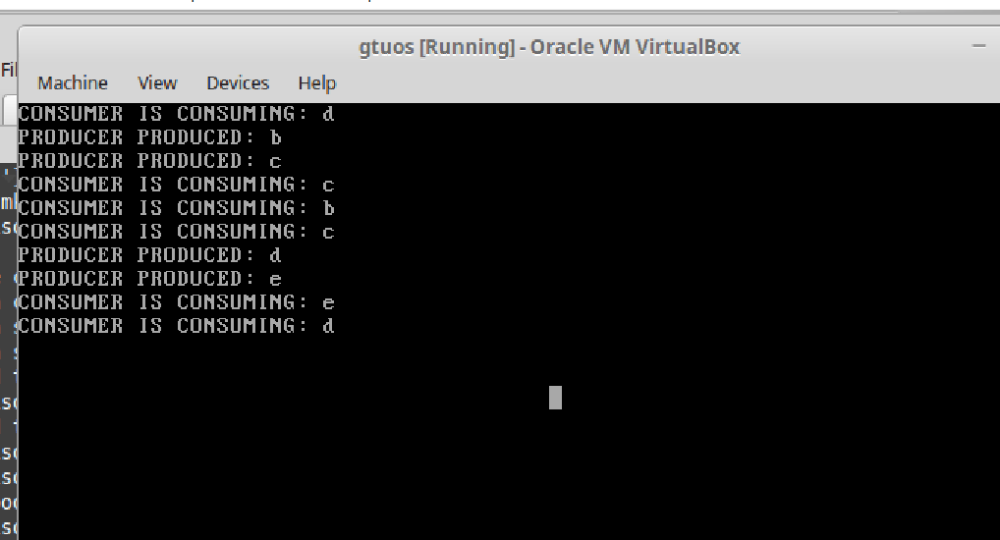 gtuos [Running] - Oracle VM VirtualBox
Machine View Devices Help
CONSUMER IS CONSUMING: d
PRODUCER PRODUCED: b
PRODUCER PRODUCED: c
CONSUMER IS CONSUMING: c
CONSUMER IS CONSUMING: b
CONSUMER IS CONSUMING: c
PRODUCER PRODUCED: d
PRODUCER PRODUCED: e
CONSUMER IS CONSUMING: e
CONSUMER IS CONSUMING: d